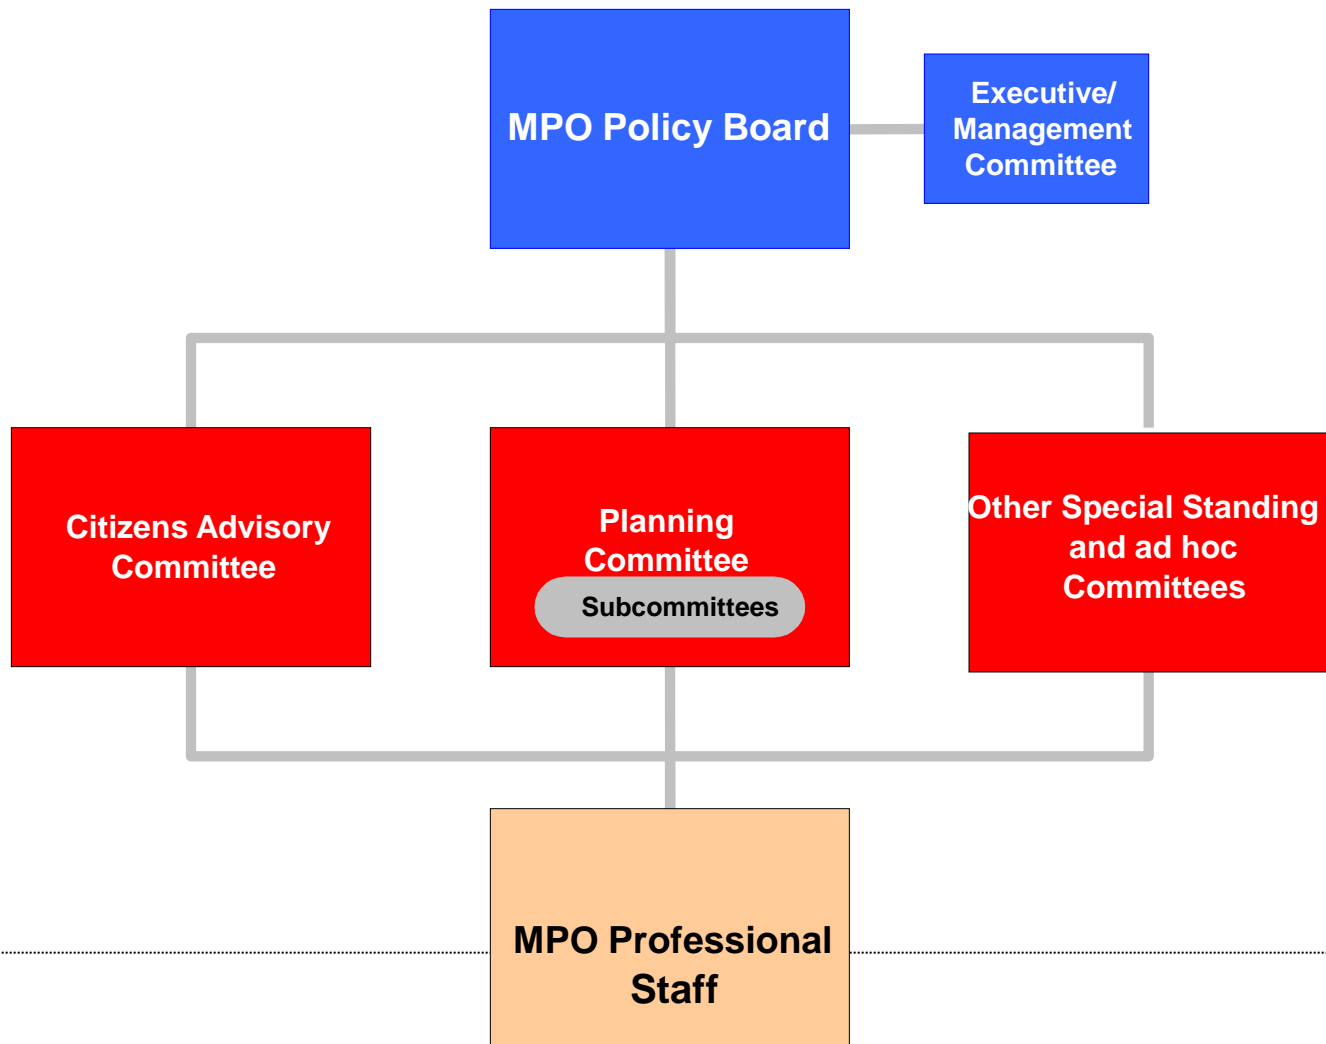 MPO Policy Board
Executive/
Management
Committee
Citizens Advisory
Committee
Planning
Committee
Subcommittees
Other Special Standing
and ad hoc
Committees
MPO Professional
Staff